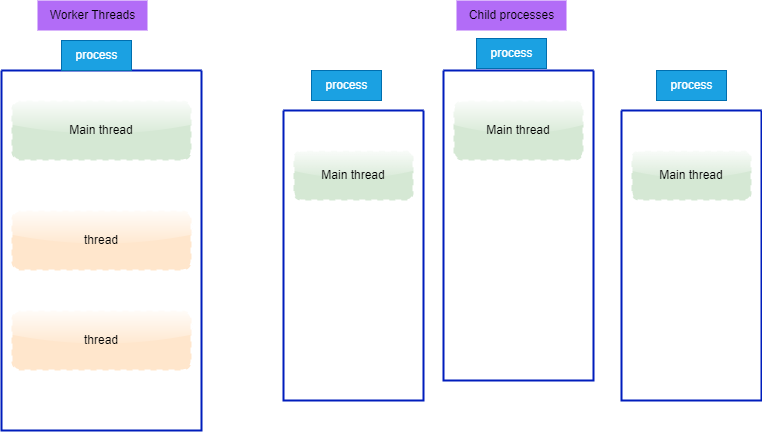 Worker Threads
process
Main thread
thread
thread
Child processes
process
Main thread
process
Main thread
process
Main thread